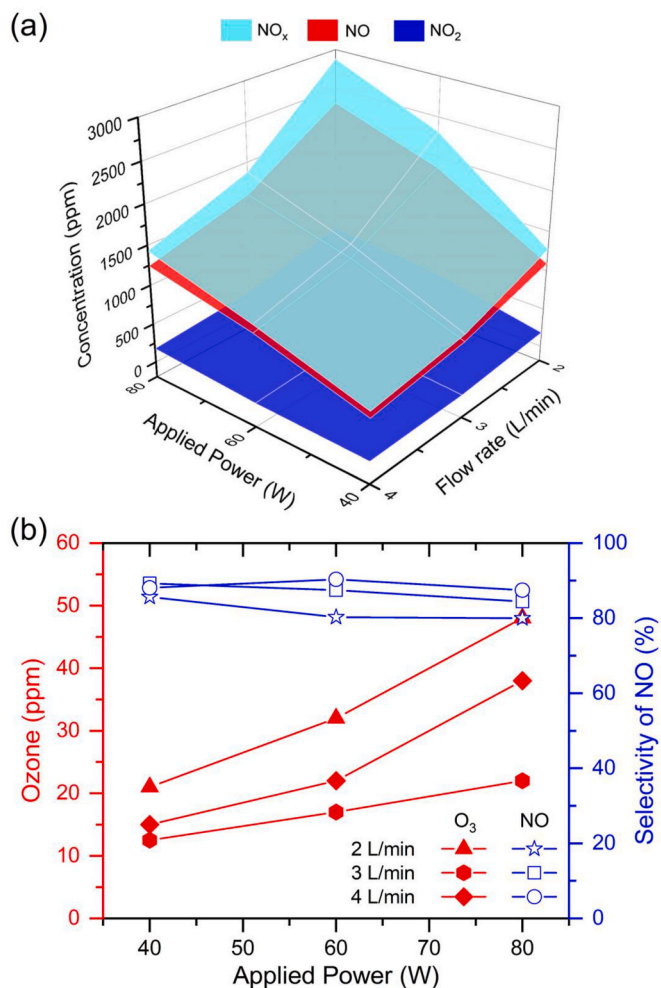 (a)
NOx NO NO2
3000
2500
2000
1500
1000
500
0
Concentration (ppm)
80
60
40
Applied Power (W)
2
3
4
Flow rate (L/min)
(b)
60
50
40
30
20
10
0
Ozone (ppm)
100
80
60
40
20
0
Selectivity of NO (%)
O3 NO
2 L/min
3 L/min
4 L/min
40 50 60 70 80
Applied Power (W)